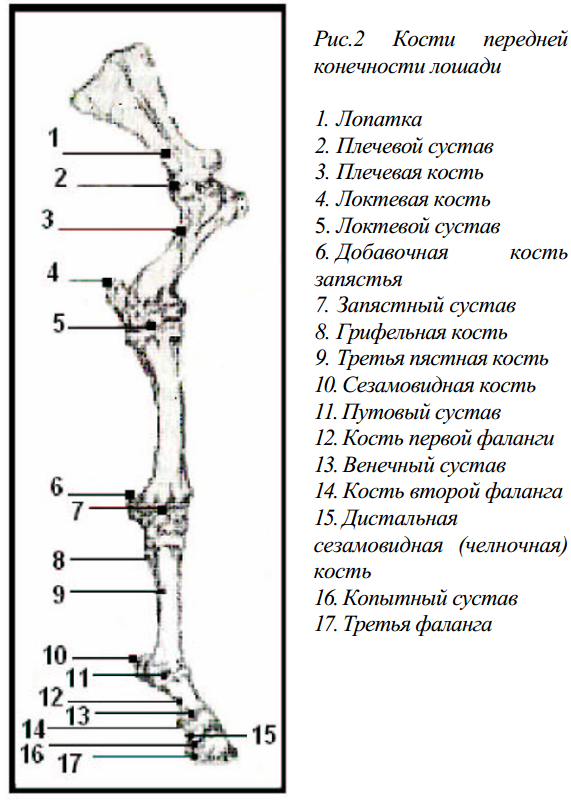 Рис.2 Кости передней
конечности лошади
1. Лопатка
2. Плечевой сустав
3. Плечевая кость
4. Локтевая кость
5. Локтевой сустав
6. Добавочная кость
запястья
7. Запястный сустав
8. Грифельная кость
9. Третья пястная кость
10. Сезамовидная кость
11. Путовый сустав
12. Кость первой фаланги
13. Венечный сустав
14. Кость второй фаланга
15. Дистальная
сезамовидная (челночная)
кость
16. Копытный сустав
17. Третья фаланга
1
2
3
4
5
6
7
8
9
10
11
12
13
14
15
16
17